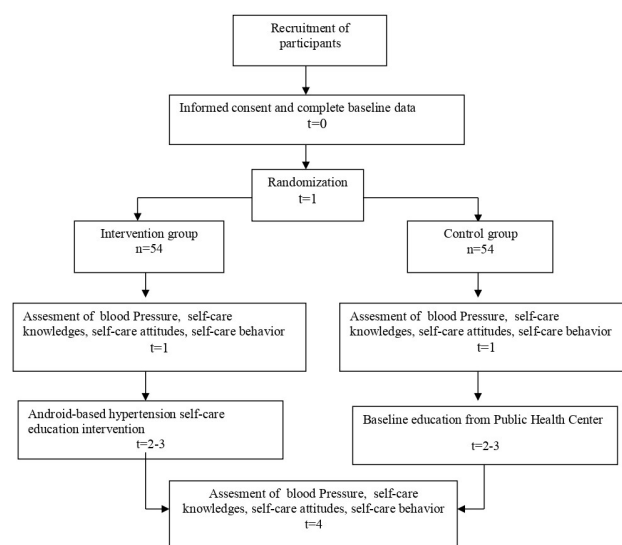 Recruitment of
participants
Informed consent and complete baseline data
t=0
Randomization
t=1
Intervention group
n=54
Control group
n=54
Assesment of blood Pressure, self-care
knowledges, self-care attitudes, self-care behavior
t=1
Assesment of blood Pressure, self-care
knowledges, self-care attitudes, self-care behavior
t=1
Android-based hypertension self-care
education intervention
t=2-3
Baseline education from Public Health Center
t=2-3
Assesment of blood Pressure, self-care
knowledges, self-care attitudes, self-care behavior
t=4